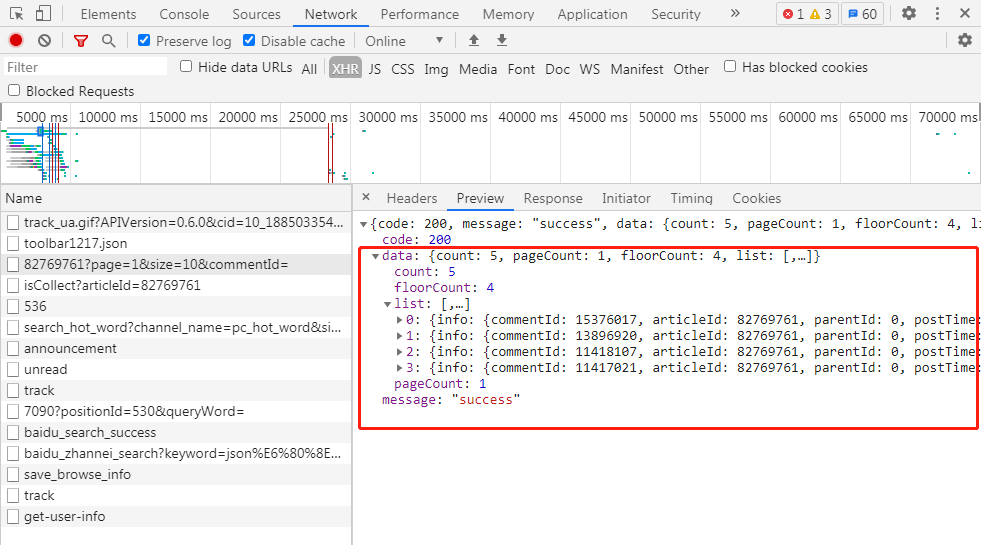 Elements Console Sources Network Performance Memory Application Security » 1 3 60
Preserve log Disable cache Online
Filter Hide data URLs All XHR JS CSS Img Media Font Doc WS Manifest Other Has blocked cookies
Blocked Requests
5000 ms 10000 ms 15000 ms 20000 ms 25000 ms 30000 ms 35000 ms 40000 ms 45000 ms 50000 ms 55000 ms 60000 ms 65000 ms 70000 ms
Name
track_ua.gif?APIVersion=0.6.0&cid=10_188503354...
toolbar1217.json
82769761?page=1&size=10&commentId=
isCollect?articleId=82769761
536
search_hot_word?channel_name=pc_hot_word&si...
announcement
unread
track
7090?positionId=530&queryWord=
baidu_search_success
baidu_zhannei_search?keyword=json%E6%80%8E...
save_browse_info
track
get-user-info
× Headers Preview Response Initiator Timing Cookies
{code: 200, message: "success", data: {count: 5, pageCount: 1, floorCount: 4, li
code: 200
data: {count: 5, pageCount: 1, floorCount: 4, list: [,…]}
count: 5
floorCount: 4
list: [,…]
0: {info: {commentId: 15376017, articleId: 82769761, parentId: 0, postTime:
1: {info: {commentId: 13896920, articleId: 82769761, parentId: 0, postTime:
2: {info: {commentId: 11418107, articleId: 82769761, parentId: 0, postTime:
3: {info: {commentId: 11417021, articleId: 82769761, parentId: 0, postTime:
pageCount: 1
message: "success"